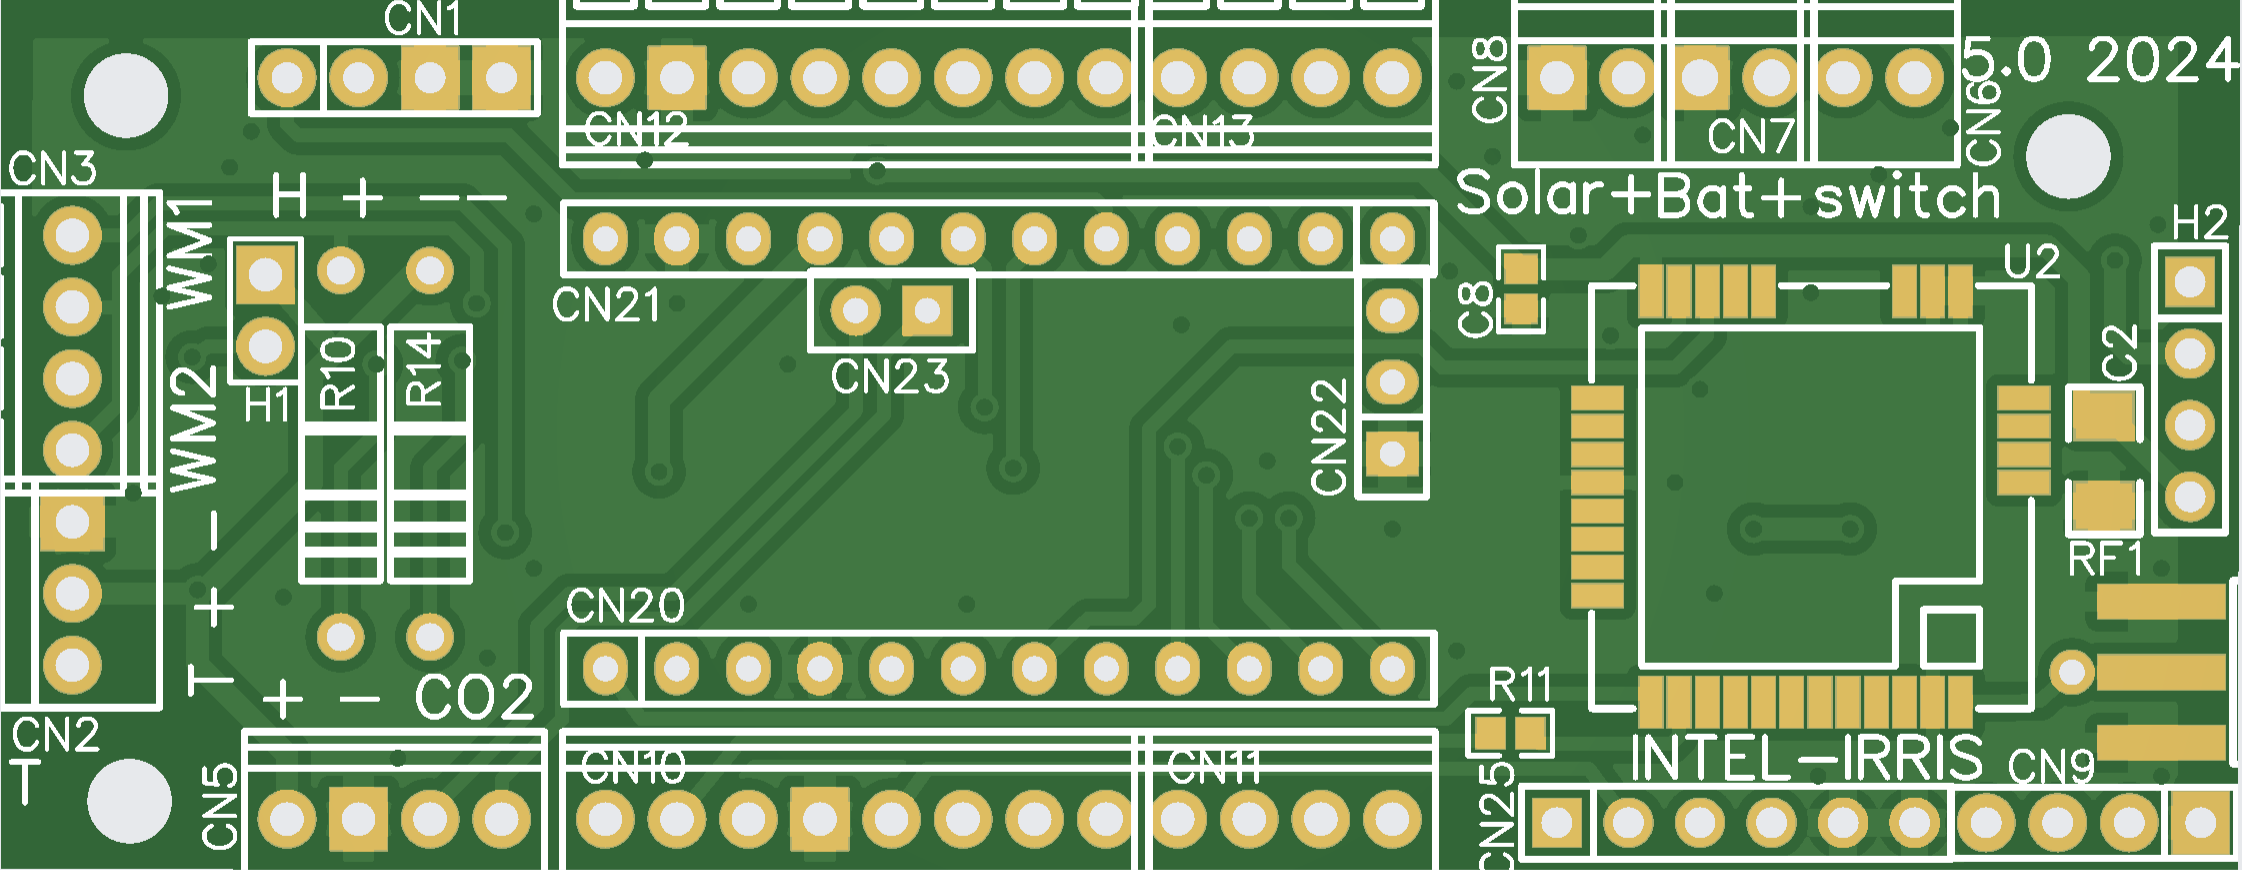 CN1
CN12
CN13
CN8
CN7
CN6
5.0 2024
CN3
H + --
Solar+Bat+switch
WM1
H2
U2
CN21
C8
CN23
H1
R10
R14
C2
WM2
CN22
RF1
- + T
CN20
+ - CO2
R11
CN2
T
CN5
CN10
CN11
INTEL-IRRIS
CN9
CN25